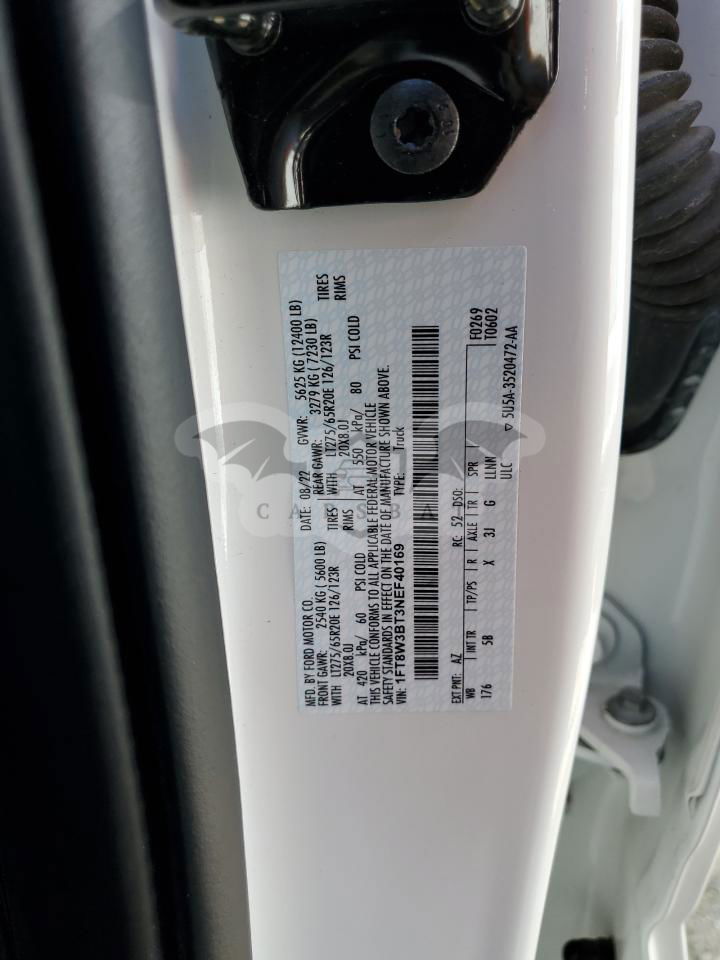 MFD. BY FORD MOTOR CO. DATE: 08/22 GVWR: 5625 KG (12400 LB)
FRONT GAWR: 2540 KG (5600 LB) REAR GAWR: 3279 KG (7230 LB)
WITH LT275/65R20E 126/123R TIRES WITH LT275/65R20E 126/123R TIRES
20X8.0J RIMS 20X8.0J RIMS
AT 420 kPa/ 60 PSI COLD AT 550 kPa/ 80 PSI COLD
THIS VEHICLE CONFORMS TO ALL APPLICABLE FEDERAL MOTOR VEHICLE
SAFETY STANDARDS IN EFFECT ON THE DATE OF MANUFACTURE SHOWN ABOVE.
VIN: 1FT8W3BT3NEF40169 TYPE: Truck
EXT PNT: AZ RC: 52 DSO: F0269
WB INT TR TP/PS R AXLE TR SPR T0602
176 5B X 3J G LLNN
ULC ▽ 5U5A-3520472-AA